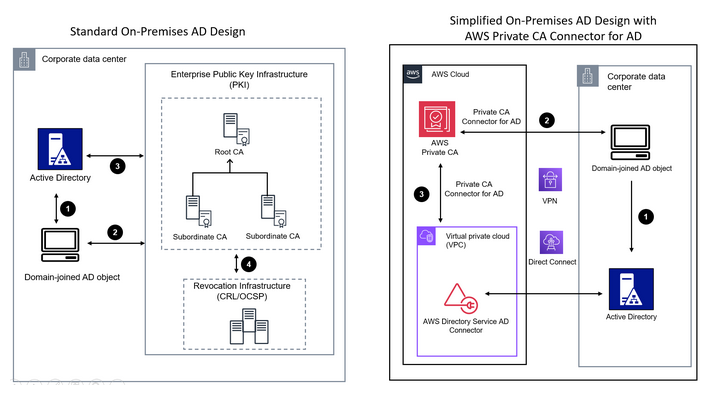 Standard On-Premises AD Design
Corporate data center
Enterprise Public Key Infrastructure
(PKI)
Root CA
Active Directory
3
1
2
Subordinate CA
Subordinate CA
Domain-joined AD object
4
Revocation Infrastructure
(CRL/OCSP)
Simplified On-Premises AD Design with
AWS Private CA Connector for AD
aws
AWS Cloud
Corporate data
center
Private CA
Connector for AD
2
AWS
Private CA
Domain-joined AD object
Private CA
Connector for AD
3
VPN
1
Virtual private cloud
(VPC)
Direct Connect
AWS Directory Service AD
Connector
Active Directory